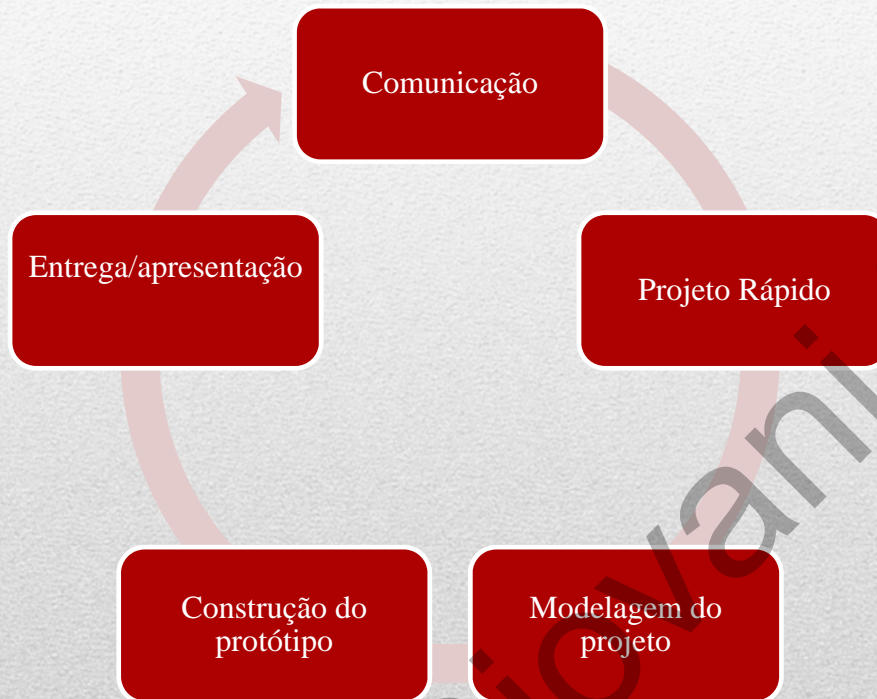 Comunicação
Entrega/apresentação
Projeto Rápido
Construção do
protótipo
Modelagem do
projeto